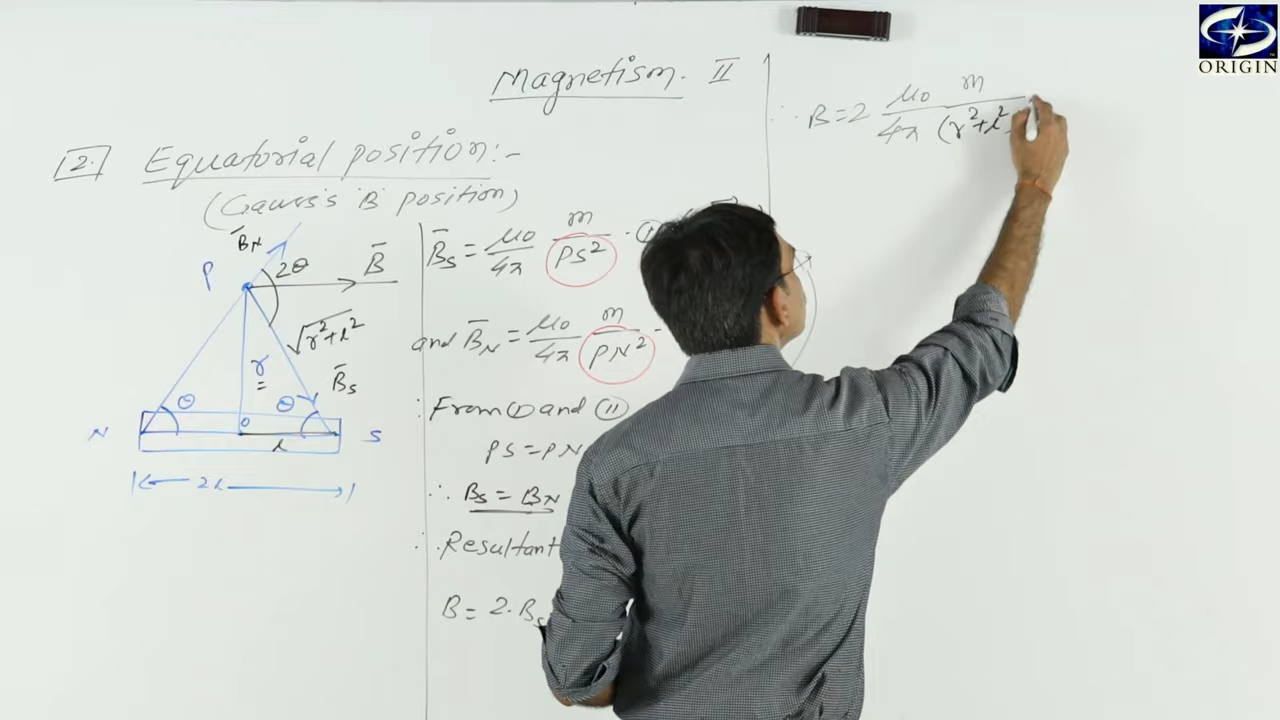 ORIGIN
Magnetism. II
[2.] Equatorial position:-
(Gauss's 'B' position)
B̅N
P
2θ
B̅
√r²+l²
r
B̅s
θ
θ
N
O
S
l
2l
B̅s = μ0/4π m/PS² - (I)
and B̅N = μ0/4π m/PN² -
∴ From (I) and (II)
PS = PN
∴ Bs = BN
∴ Resultant
B = 2. Bs
∴ B = 2 μ0/4π m/(r²+l²)